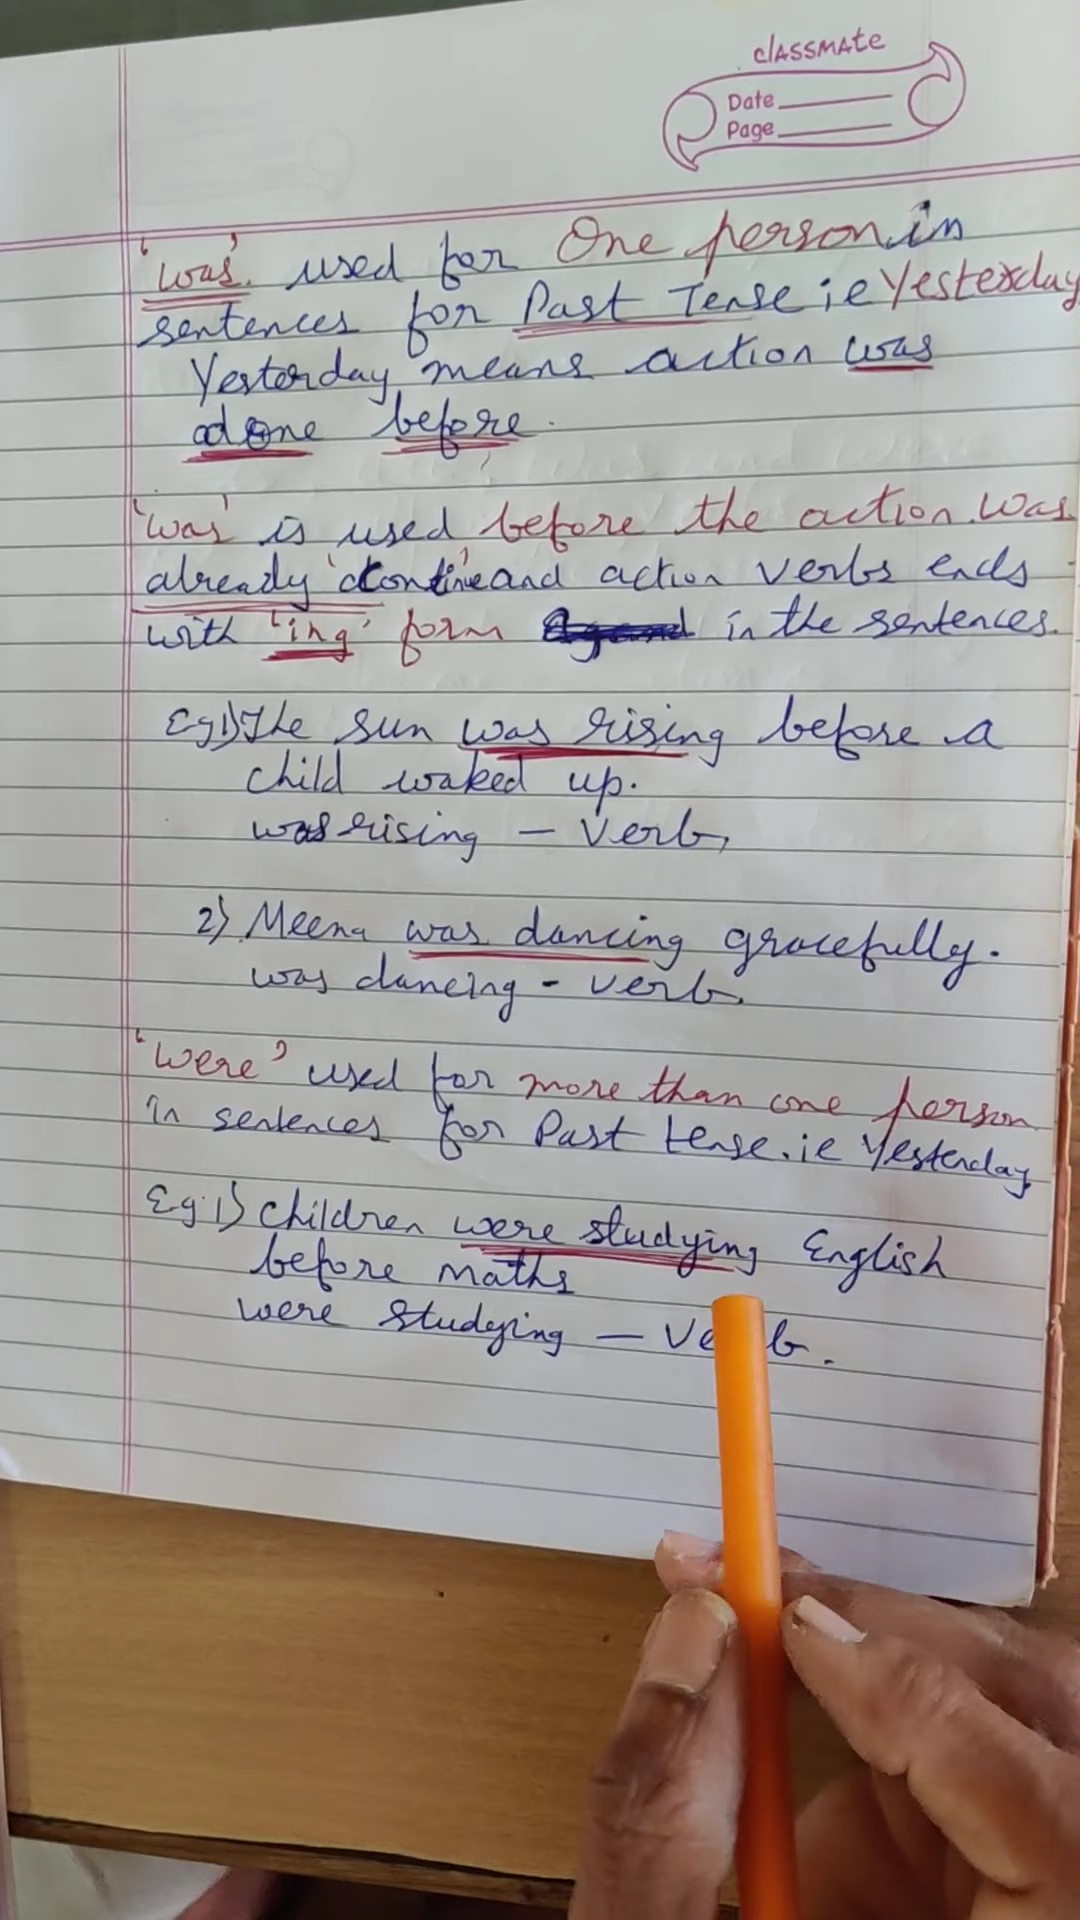 classmate
Date
Page
'was' used for One person in
sentences for Past Tense ie Yesterday
Yesterday means action was
done before.
'was' is used before the action was
already 'continue' and action verbs ends
with 'ing' form in the sentences.
Eg 1) The sun was rising before a
child waked up.
was rising – Verb,
2) Meena was dancing gracefully.
was dancing - verb.
'were' used for more than one person
in sentences for Past tense. ie Yesterday
Eg 1) Children were studying English
before maths
were studying – Verb.